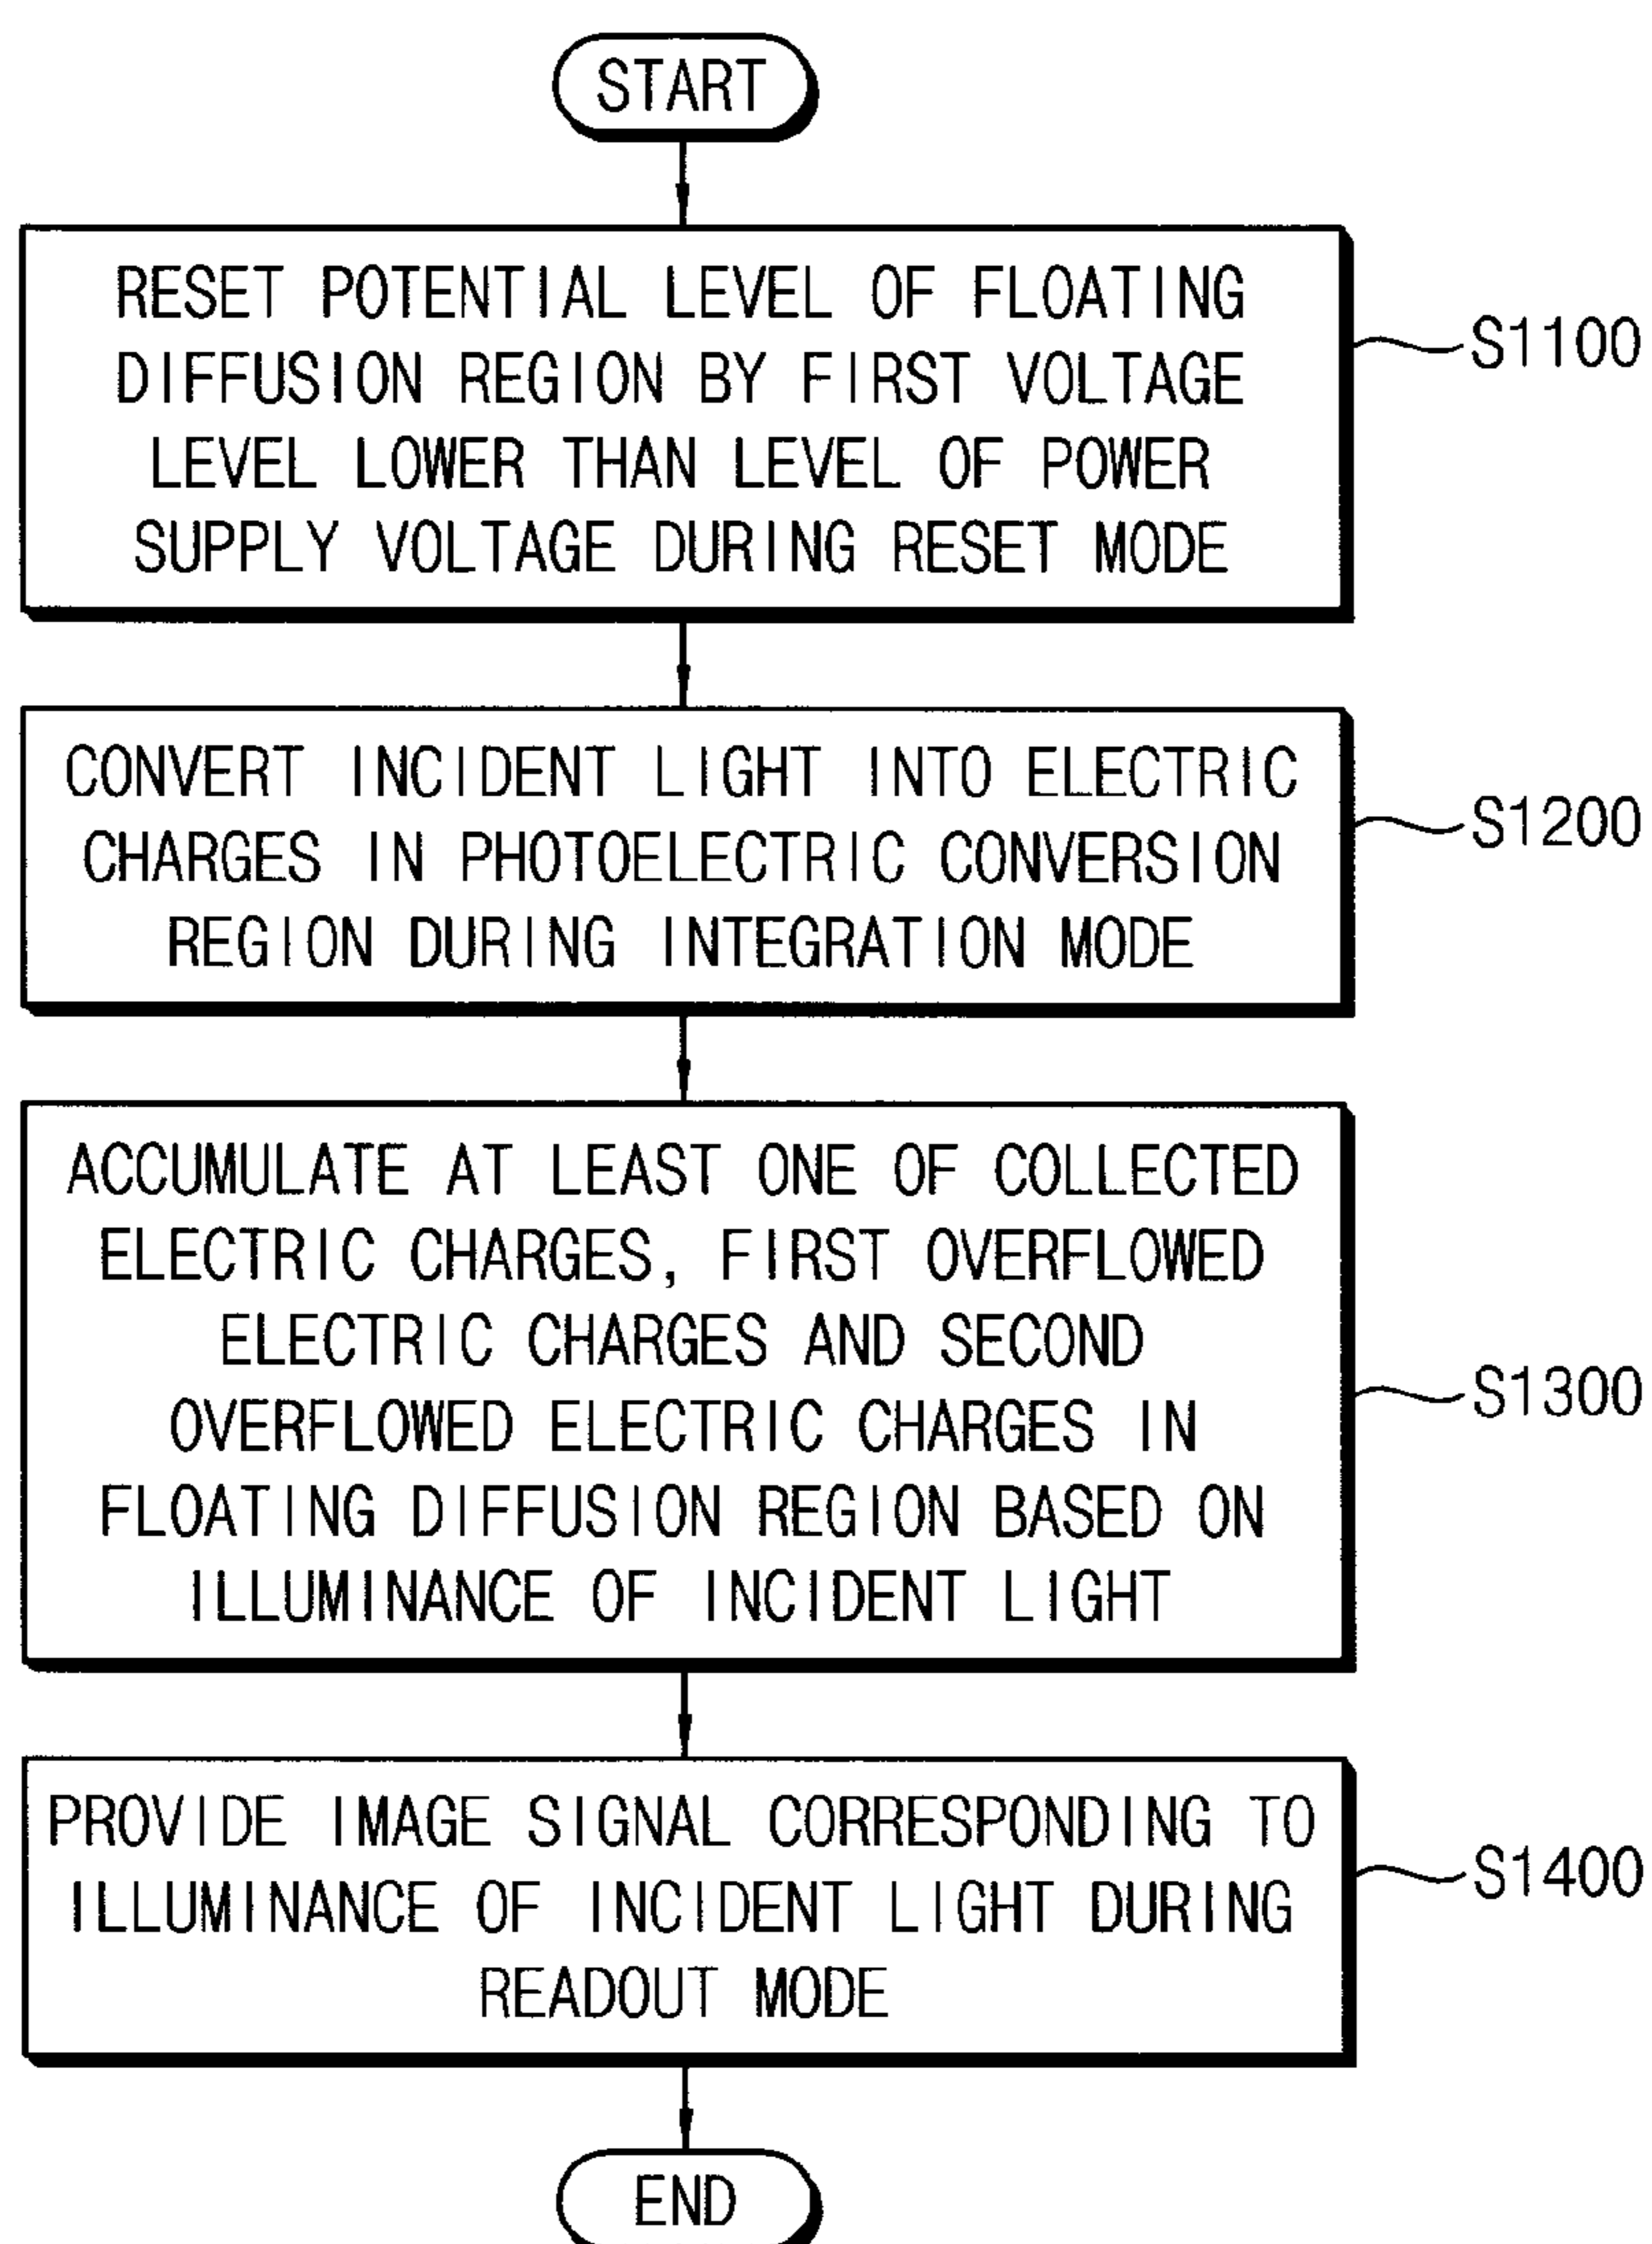 START
RESET POTENTIAL LEVEL OF FLOATING
DIFFUSION REGION BY FIRST VOLTAGE
LEVEL LOWER THAN LEVEL OF POWER
SUPPLY VOLTAGE DURING RESET MODE
S1100
CONVERT INCIDENT LIGHT INTO ELECTRIC
CHARGES IN PHOTOELECTRIC CONVERSION
REGION DURING INTEGRATION MODE
S1200
ACCUMULATE AT LEAST ONE OF COLLECTED
ELECTRIC CHARGES, FIRST OVERFLOWED
ELECTRIC CHARGES AND SECOND
OVERFLOWED ELECTRIC CHARGES IN
FLOATING DIFFUSION REGION BASED ON
ILLUMINANCE OF INCIDENT LIGHT
S1300
PROVIDE IMAGE SIGNAL CORRESPONDING TO
ILLUMINANCE OF INCIDENT LIGHT DURING
READOUT MODE
S1400
END